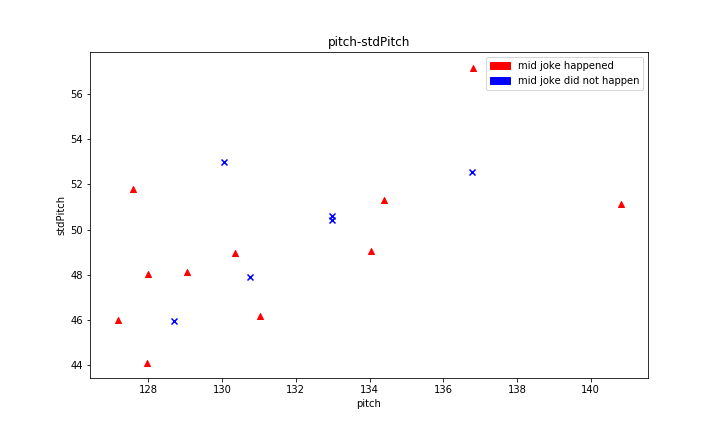 pitch-stdPitch
mid joke happened
mid joke did not happen
stdPitch
56
54
52
50
48
46
44
128 130 132 134 136 138 140
pitch